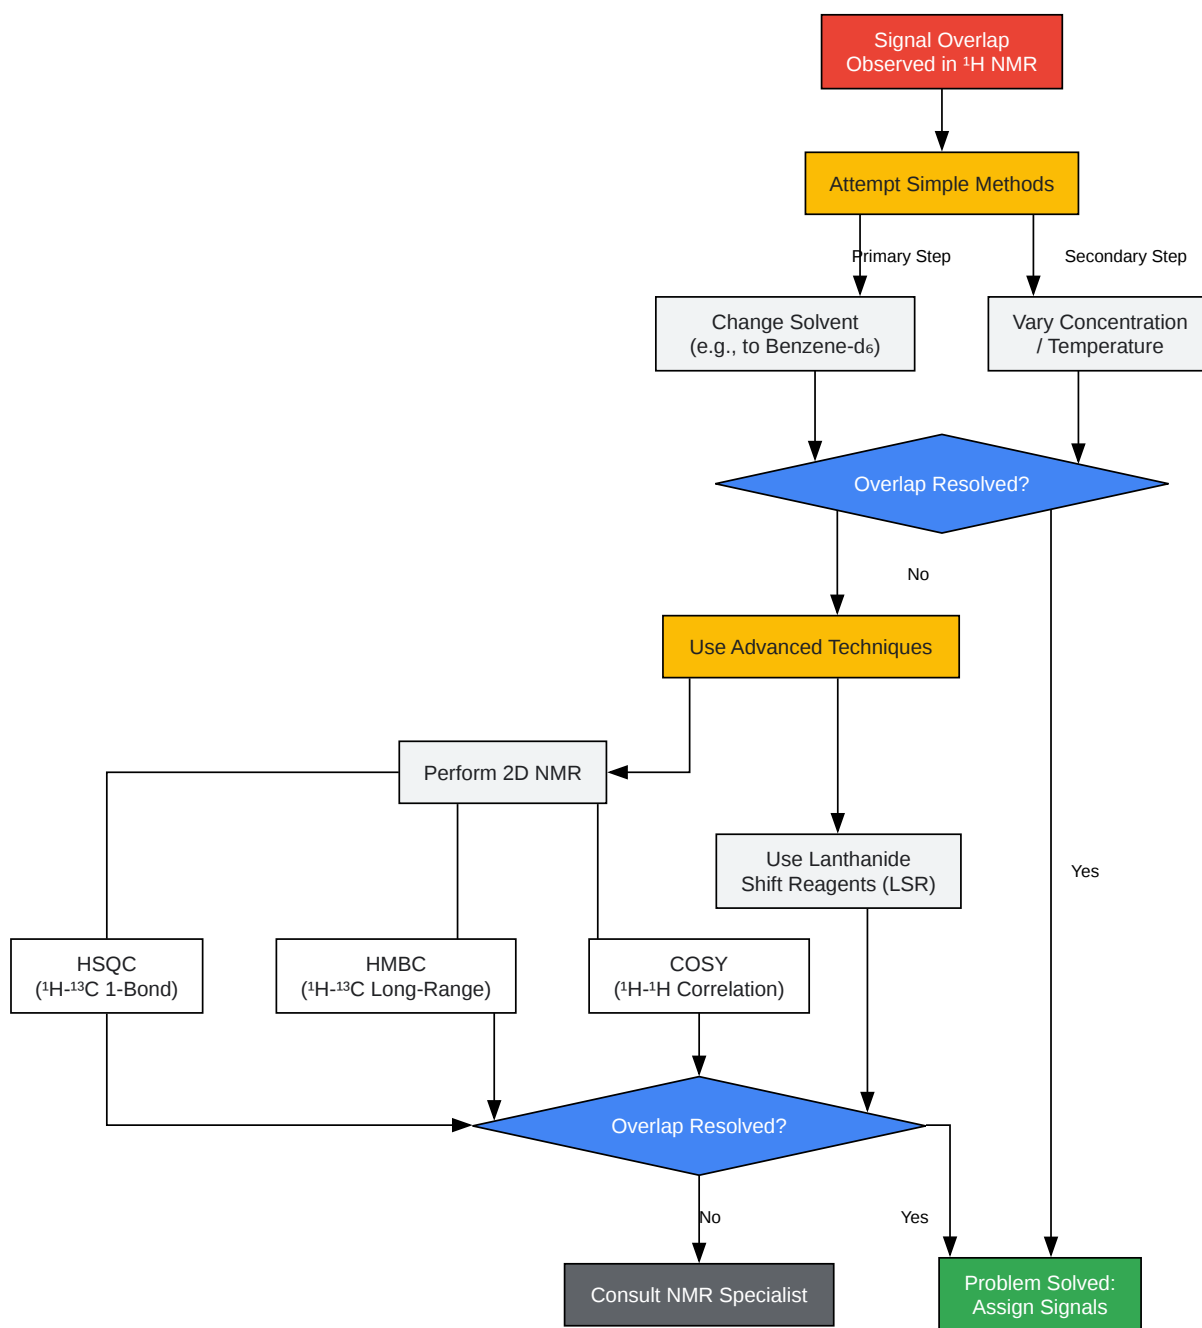 Signal Overlap
Observed in ¹H NMR
Attempt Simple Methods
Primary Step
Secondary Step
Change Solvent
(e.g., to Benzene-d₆)
Vary Concentration
/ Temperature
Overlap Resolved?
No
Use Advanced Techniques
Perform 2D NMR
Use Lanthanide
Shift Reagents (LSR)
Yes
HSQC
(¹H-¹³C 1-Bond)
HMBC
(¹H-¹³C Long-Range)
COSY
(¹H-¹H Correlation)
Overlap Resolved?
No
Yes
Consult NMR Specialist
Problem Solved:
Assign Signals